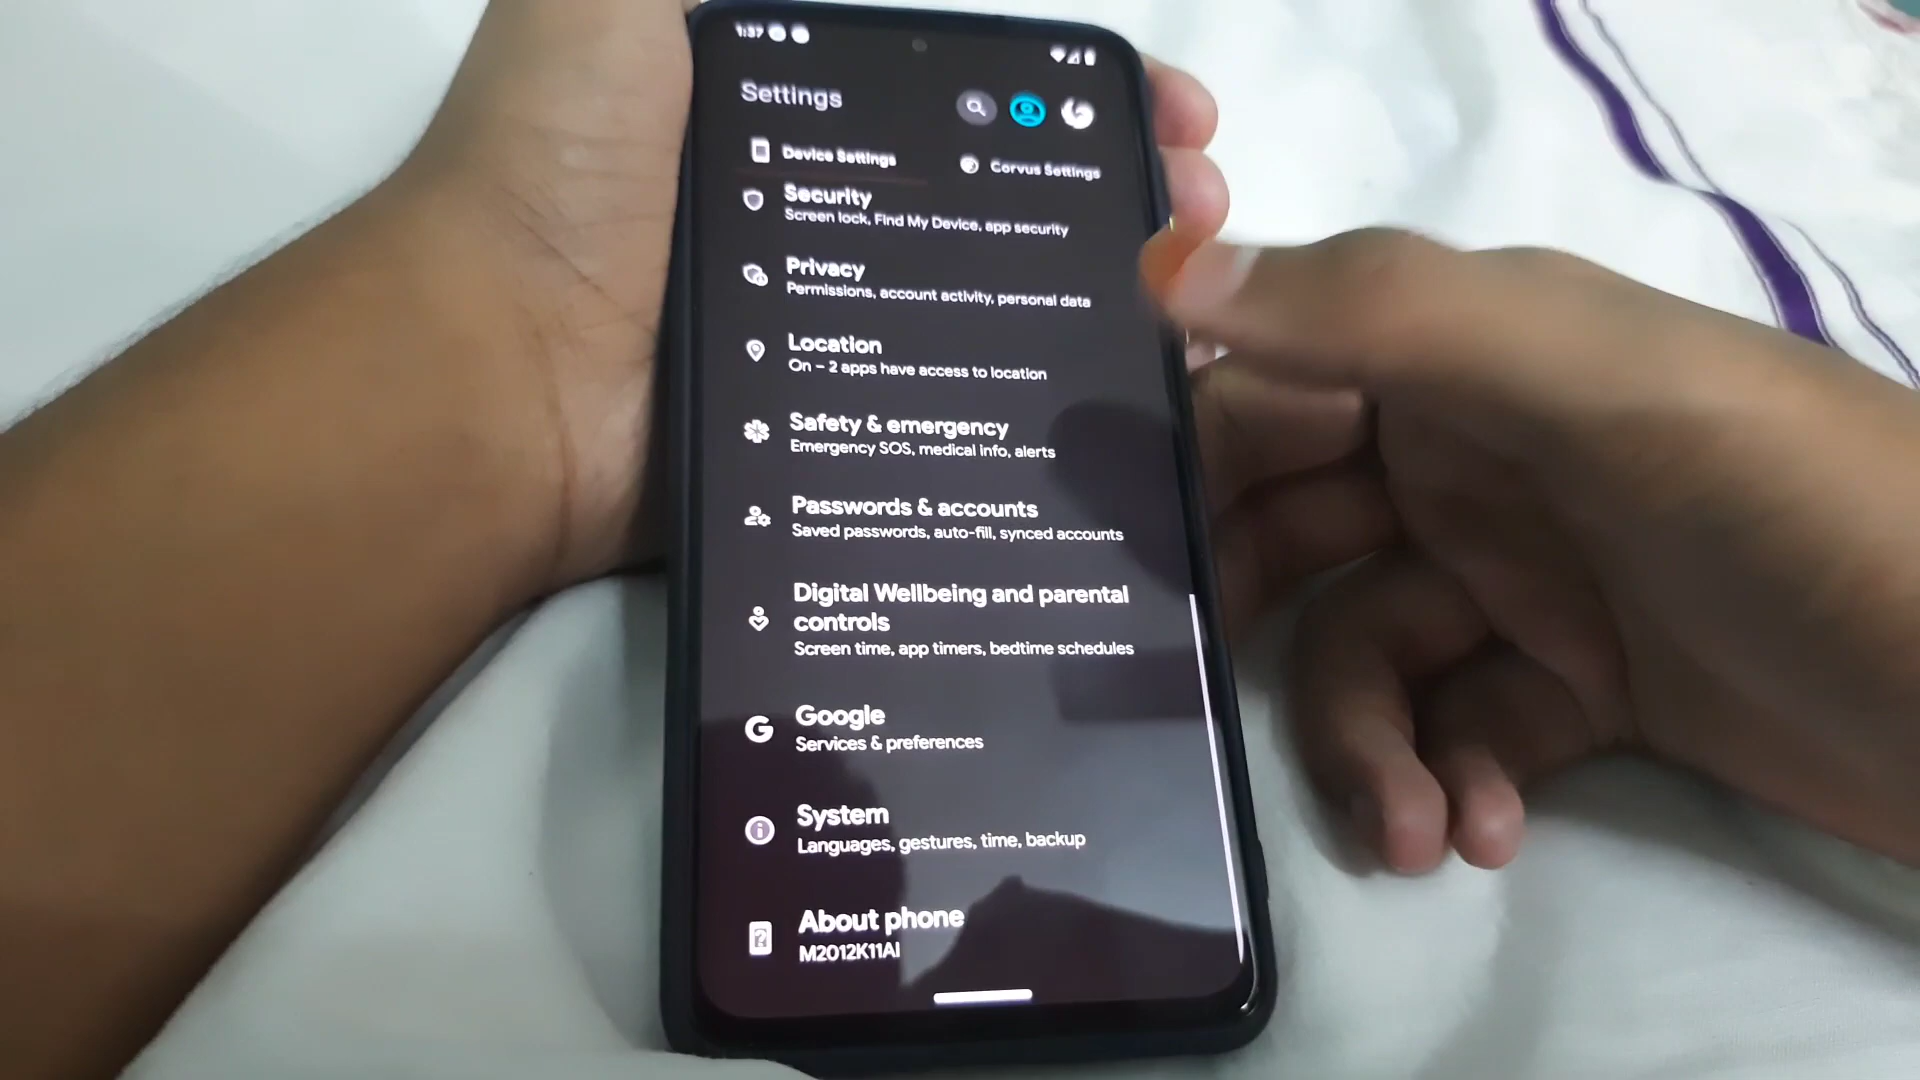 1:37
Settings
Device Settings
Corvus Settings
Security
Screen lock, Find My Device, app security
Privacy
Permissions, account activity, personal data
Location
On – 2 apps have access to location
Safety & emergency
Emergency SOS, medical info, alerts
Passwords & accounts
Saved passwords, auto-fill, synced accounts
Digital Wellbeing and parental
controls
Screen time, app timers, bedtime schedules
Google
Services & preferences
System
Languages, gestures, time, backup
About phone
M2012K11AI